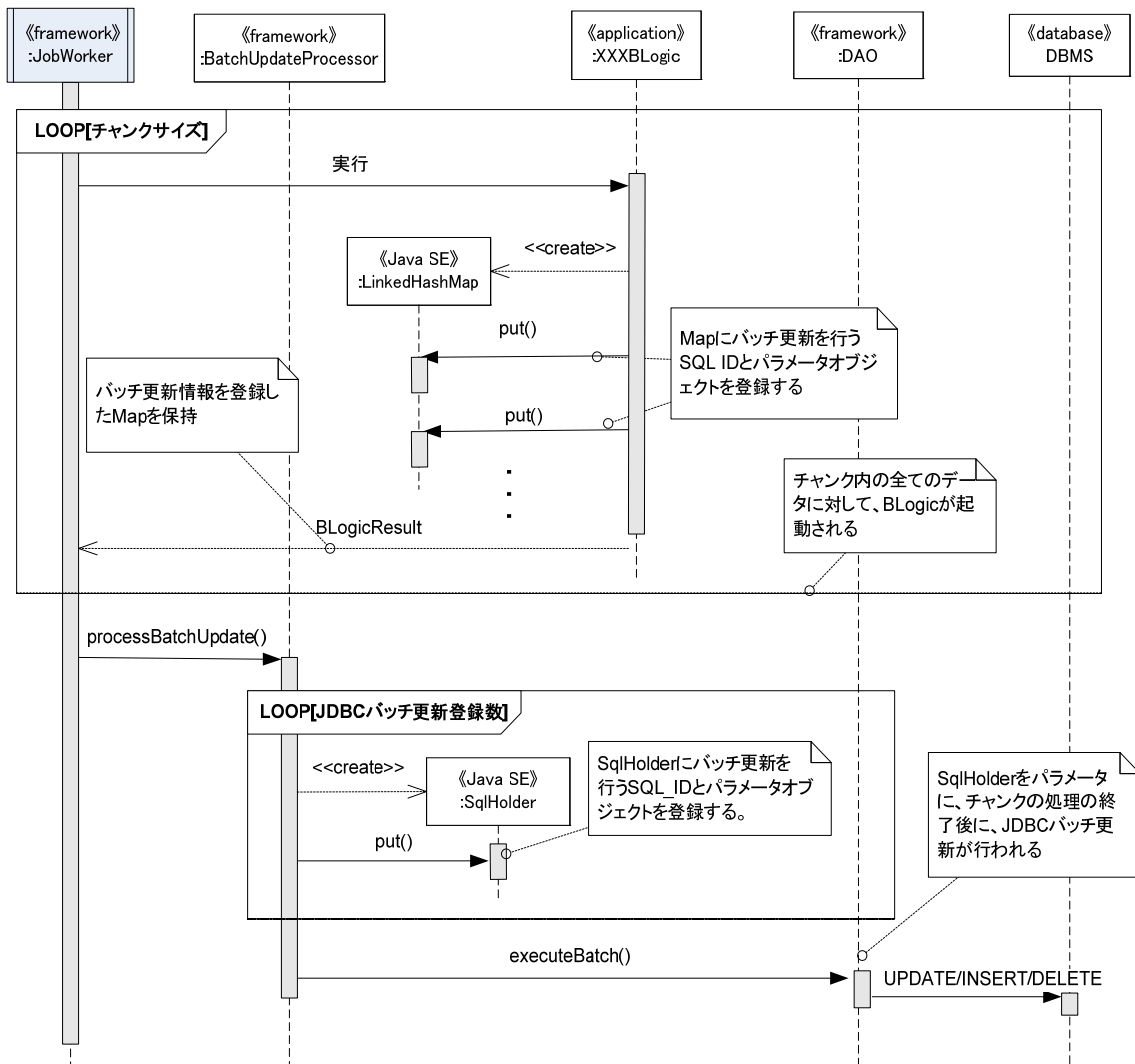 《framework》
:JobWorker
《framework》
:BatchUpdateProcessor
《application》
:XXXBLogic
《framework》
:DAO
《database》
DBMS
LOOP[チャンクサイズ]
実行
<<create>>
《Java SE》
:LinkedHashMap
put()
Mapにバッチ更新を行う
SQL IDとパラメータオブジ
ェクトを登録する
バッチ更新情報を登録し
たMapを保持
put()
チャンク内の全てのデー
タに対して、BLogicが起
動される
BLogicResult
processBatchUpdate()
LOOP[JDBCバッチ更新登録数]
<<create>>
《Java SE》
:SqlHolder
SqlHolderにバッチ更新を
行うSQL_IDとパラメータオブ
ジェクトを登録する。
SqlHolderをパラメータ
に、チャンクの処理の終
了後に、JDBCバッチ更
新が行われる
put()
executeBatch()
UPDATE/INSERT/DELETE